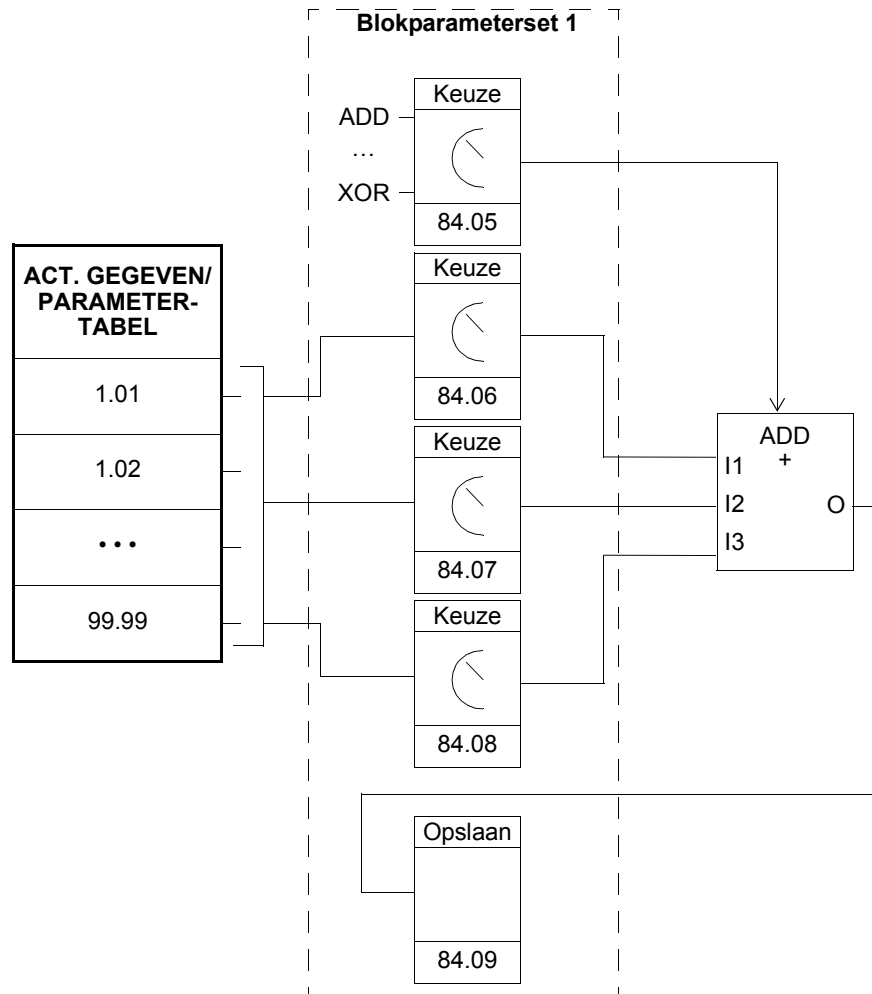 Blokparameterset 1
Keuze
ADD
...
XOR
84.05
ACT. GEGEVEN/
PARAMETER-
TABEL
1.01
1.02
...
99.99
Keuze
84.06
Keuze
84.07
Keuze
84.08
ADD
+
I1
I2
I3
O
Opslaan
84.09